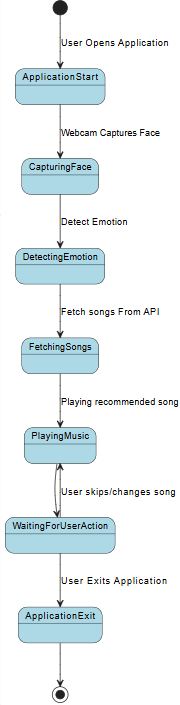 User Opens Application
ApplicationStart
Webcam Captures Face
CapturingFace
Detect Emotion
DetectingEmotion
Fetch songs From API
FetchingSongs
Playing recommended song
PlayingMusic
User skips/changes song
WaitingForUserAction
User Exits Application
ApplicationExit